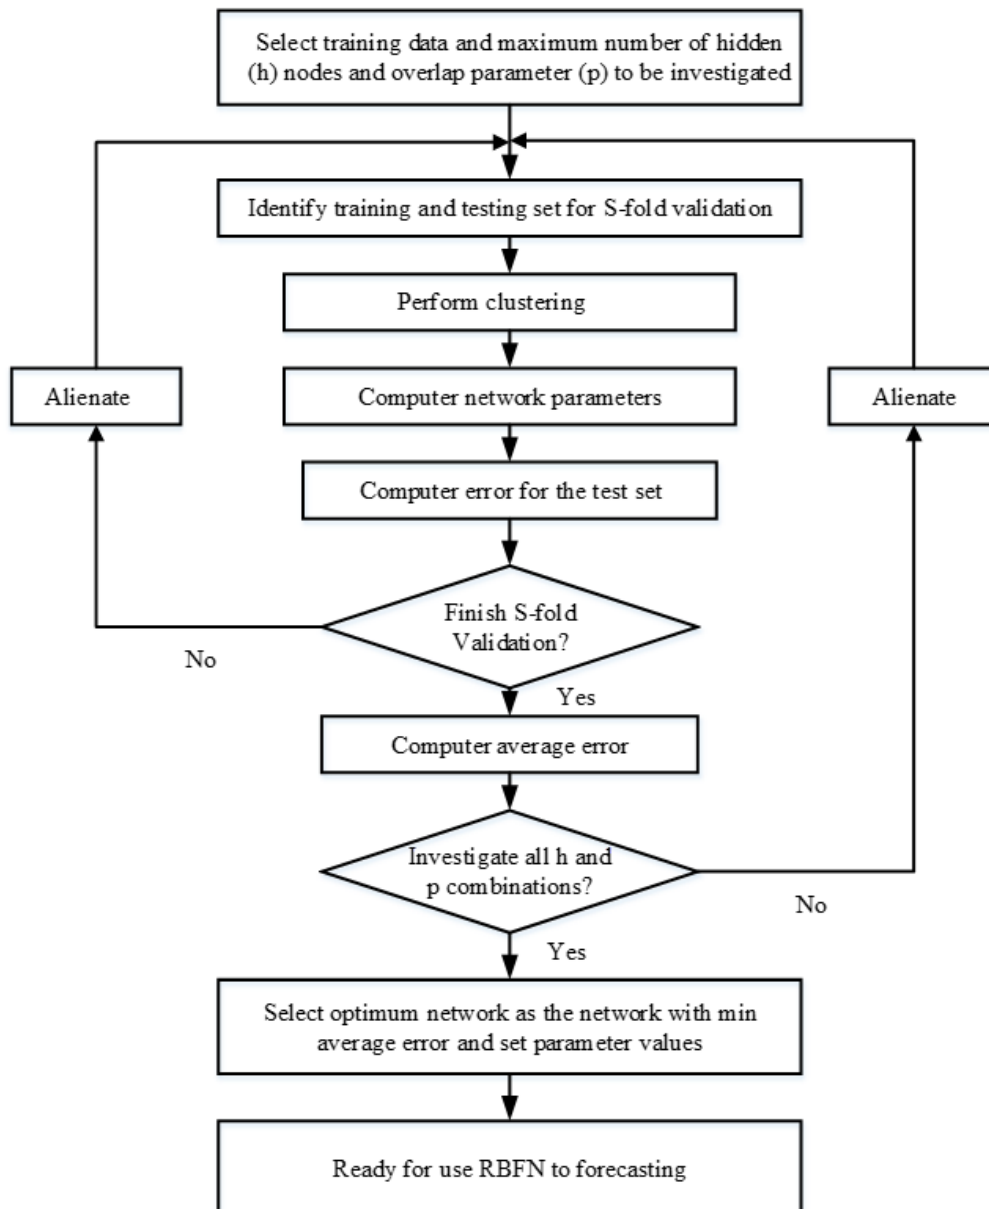 Select training data and maximum number of hidden
(h) nodes and overlap parameter (p) to be investigated
Identify training and testing set for S-fold validation
Perform clustering
Alienate
Computer network parameters
Alienate
Computer error for the test set
Finish S-fold
Validation?
No
Yes
Computer average error
Investigate all h and
p combinations?
No
Yes
Select optimum network as the network with min
average error and set parameter values
Ready for use RBFN to forecasting